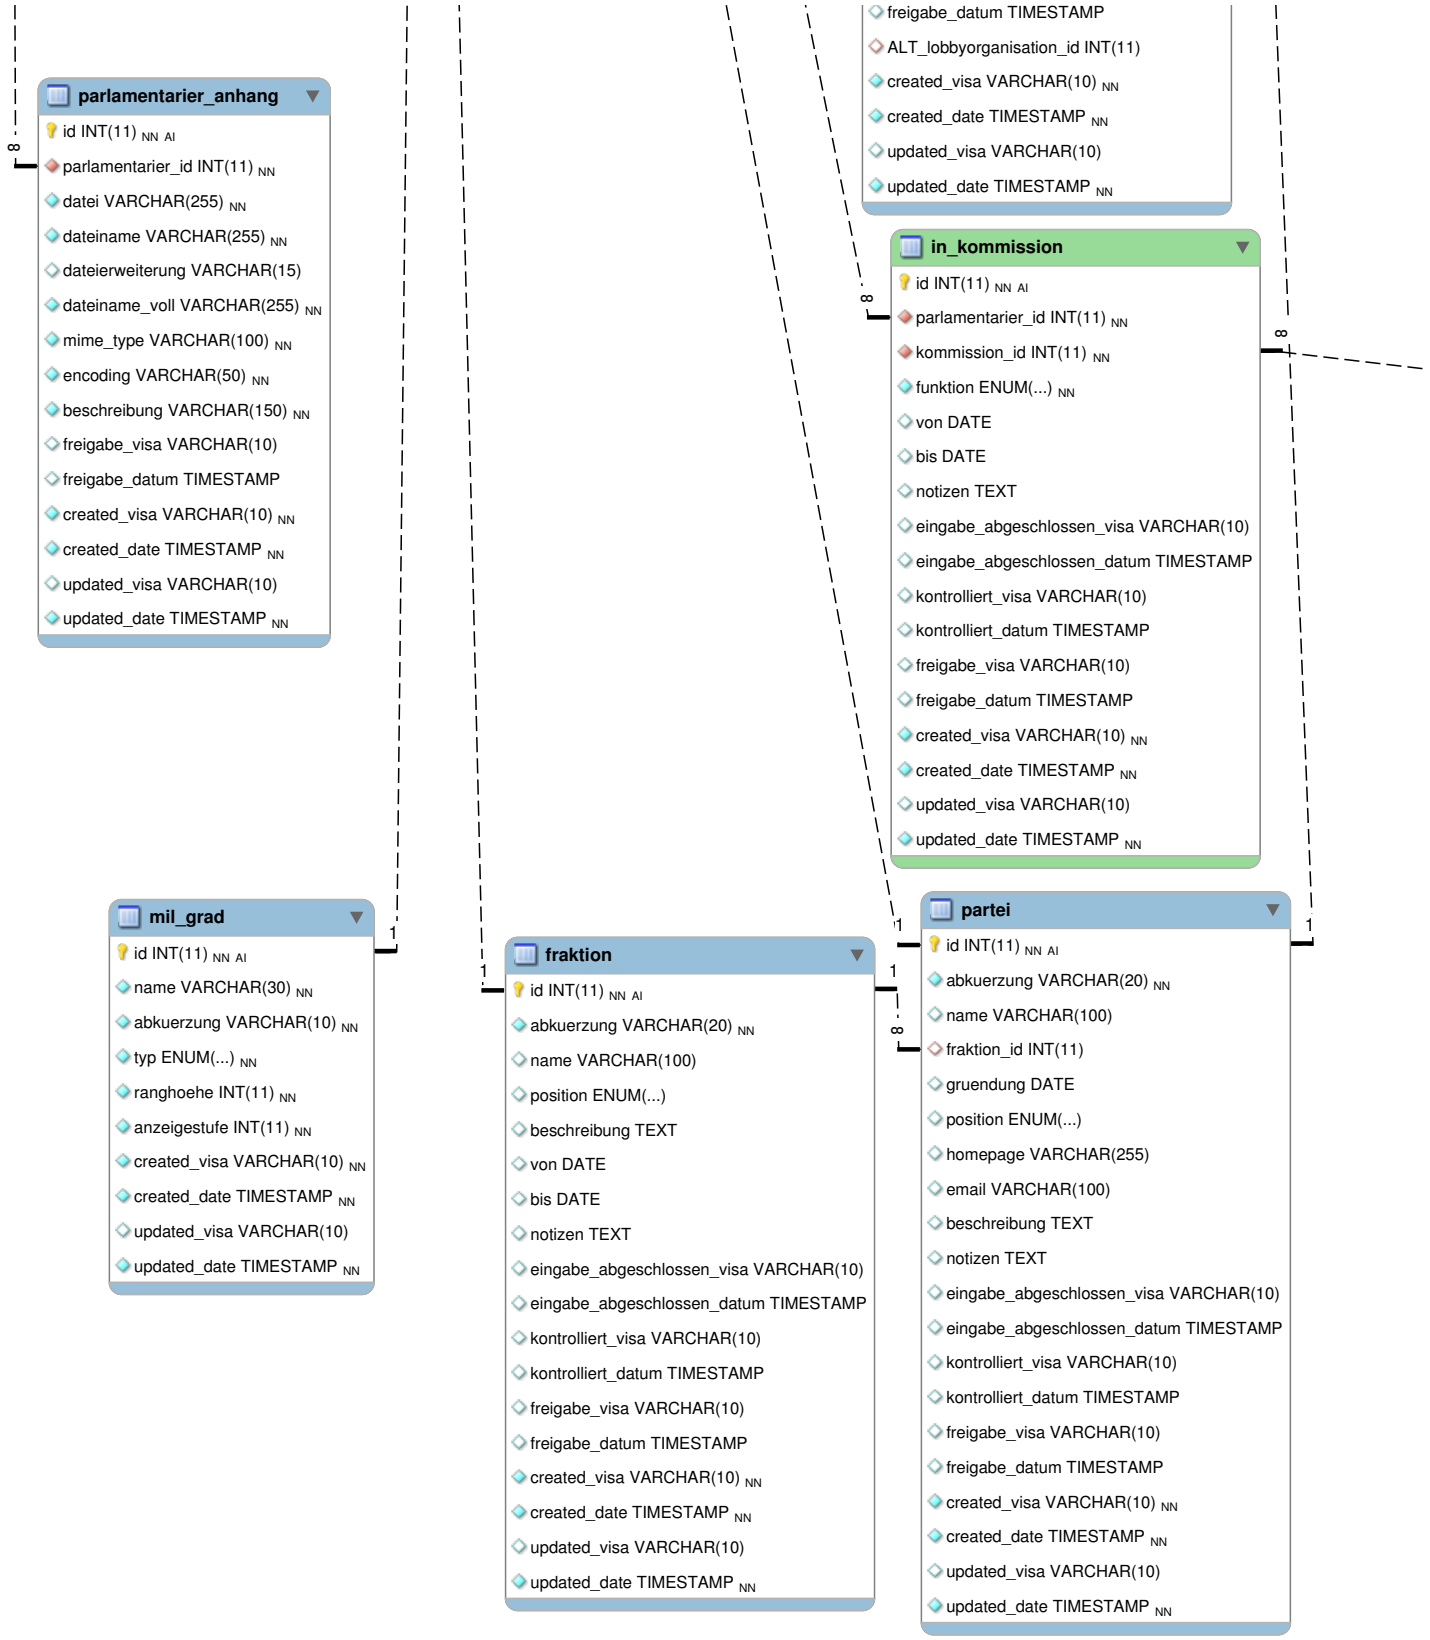 freigabe_datum TIMESTAMP
ALT_lobbyorganisation_id INT(11)
created_visa VARCHAR(10) NN
created_date TIMESTAMP NN
updated_visa VARCHAR(10)
updated_date TIMESTAMP NN
parlamentarier_anhang
id INT(11) NN AI
parlamentarier_id INT(11) NN
datei VARCHAR(255) NN
dateiname VARCHAR(255) NN
dateierweiterung VARCHAR(15)
dateiname_voll VARCHAR(255) NN
mime_type VARCHAR(100) NN
encoding VARCHAR(50) NN
beschreibung VARCHAR(150) NN
freigabe_visa VARCHAR(10)
freigabe_datum TIMESTAMP
created_visa VARCHAR(10) NN
created_date TIMESTAMP NN
updated_visa VARCHAR(10)
updated_date TIMESTAMP NN
∞
in_kommission
id INT(11) NN AI
parlamentarier_id INT(11) NN
kommission_id INT(11) NN
funktion ENUM(...) NN
von DATE
bis DATE
notizen TEXT
eingabe_abgeschlossen_visa VARCHAR(10)
eingabe_abgeschlossen_datum TIMESTAMP
kontrolliert_visa VARCHAR(10)
kontrolliert_datum TIMESTAMP
freigabe_visa VARCHAR(10)
freigabe_datum TIMESTAMP
created_visa VARCHAR(10) NN
created_date TIMESTAMP NN
updated_visa VARCHAR(10)
updated_date TIMESTAMP NN
∞
∞
mil_grad
id INT(11) NN AI
name VARCHAR(30) NN
abkuerzung VARCHAR(10) NN
typ ENUM(...) NN
ranghoehe INT(11) NN
anzeigestufe INT(11) NN
created_visa VARCHAR(10) NN
created_date TIMESTAMP NN
updated_visa VARCHAR(10)
updated_date TIMESTAMP NN
1
fraktion
id INT(11) NN AI
abkuerzung VARCHAR(20) NN
name VARCHAR(100)
position ENUM(...)
beschreibung TEXT
von DATE
bis DATE
notizen TEXT
eingabe_abgeschlossen_visa VARCHAR(10)
eingabe_abgeschlossen_datum TIMESTAMP
kontrolliert_visa VARCHAR(10)
kontrolliert_datum TIMESTAMP
freigabe_visa VARCHAR(10)
freigabe_datum TIMESTAMP
created_visa VARCHAR(10) NN
created_date TIMESTAMP NN
updated_visa VARCHAR(10)
updated_date TIMESTAMP NN
1
1
∞
1
partei
id INT(11) NN AI
abkuerzung VARCHAR(20) NN
name VARCHAR(100)
fraktion_id INT(11)
gruendung DATE
position ENUM(...)
homepage VARCHAR(255)
email VARCHAR(100)
beschreibung TEXT
notizen TEXT
eingabe_abgeschlossen_visa VARCHAR(10)
eingabe_abgeschlossen_datum TIMESTAMP
kontrolliert_visa VARCHAR(10)
kontrolliert_datum TIMESTAMP
freigabe_visa VARCHAR(10)
freigabe_datum TIMESTAMP
created_visa VARCHAR(10) NN
created_date TIMESTAMP NN
updated_visa VARCHAR(10)
updated_date TIMESTAMP NN
1